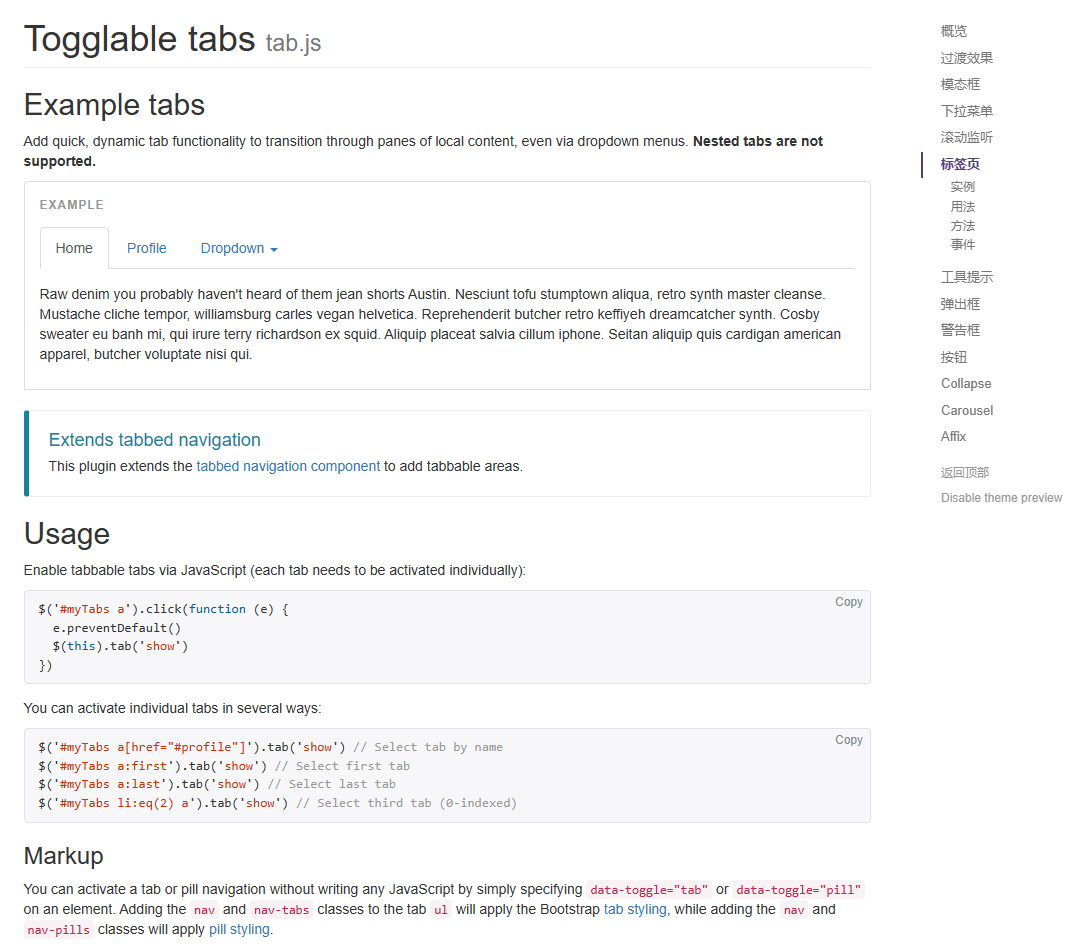 Togglable tabs tab.js
Example tabs
Add quick, dynamic tab functionality to transition through panes of local content, even via dropdown menus. Nested tabs are not
supported.
EXAMPLE
Home Profile Dropdown
Raw denim you probably haven't heard of them jean shorts Austin. Nesciunt tofu stumptown aliqua, retro synth master cleanse.
Mustache cliche tempor, williamsburg carles vegan helvetica. Reprehenderit butcher retro keffiyeh dreamcatcher synth. Cosby
sweater eu banh mi, qui irure terry richardson ex squid. Aliquip placeat salvia cillum iphone. Seitan aliquip quis cardigan american
apparel, butcher voluptate nisi qui.
Extends tabbed navigation
This plugin extends the tabbed navigation component to add tabbable areas.
Usage
Enable tabbable tabs via JavaScript (each tab needs to be activated individually):
Copy
$('#myTabs a').click(function (e) {
  e.preventDefault()
  $(this).tab('show')
})
You can activate individual tabs in several ways:
Copy
$('#myTabs a[href="#profile"]').tab('show') // Select tab by name
$('#myTabs a:first').tab('show') // Select first tab
$('#myTabs a:last').tab('show') // Select last tab
$('#myTabs li:eq(2) a').tab('show') // Select third tab (0-indexed)
Markup
You can activate a tab or pill navigation without writing any JavaScript by simply specifying data-toggle="tab" or data-toggle="pill"
on an element. Adding the nav and nav-tabs classes to the tab ul will apply the Bootstrap tab styling, while adding the nav and
nav-pills classes will apply pill styling.
概览
过渡效果
模态框
下拉菜单
滚动监听
标签页
实例
用法
方法
事件
工具提示
弹出框
警告框
按钮
Collapse
Carousel
Affix
返回顶部
Disable theme preview